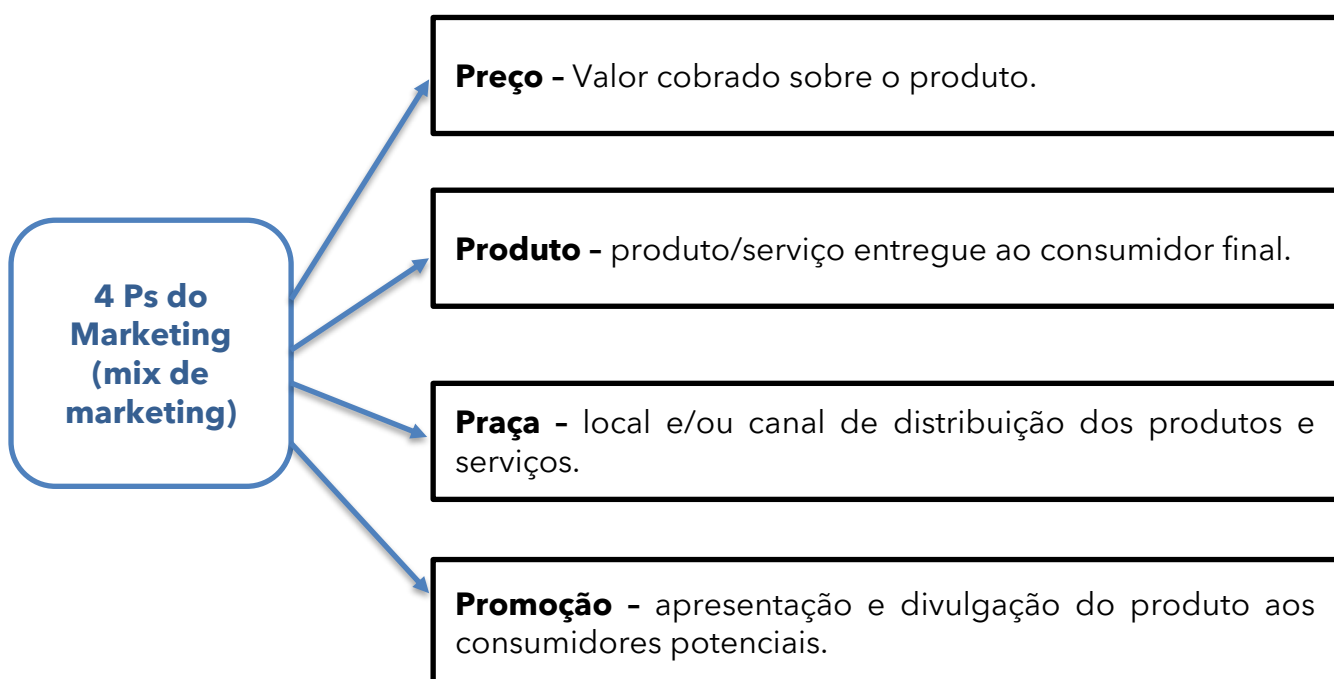 Preço – Valor cobrado sobre o produto.
Produto – produto/serviço entregue ao consumidor final.
4 Ps do
Marketing
(mix de
marketing)
Praça – local e/ou canal de distribuição dos produtos e
serviços.
Promoção – apresentação e divulgação do produto aos
consumidores potenciais.